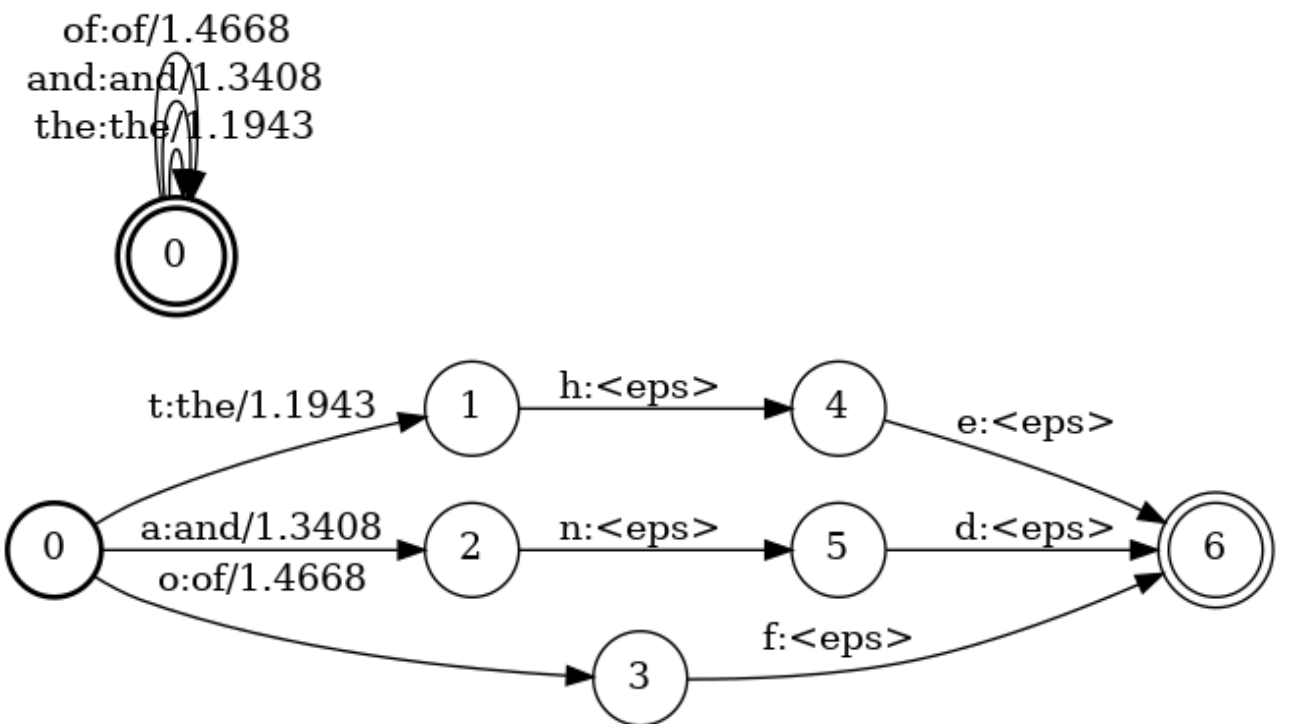 of:of/1.4668
and:and/1.3408
the:the/1.1943
0
t:the/1.1943
1
h:<eps>
4
e:<eps>
0
a:and/1.3408
2
n:<eps>
5
d:<eps>
6
o:of/1.4668
3
f:<eps>